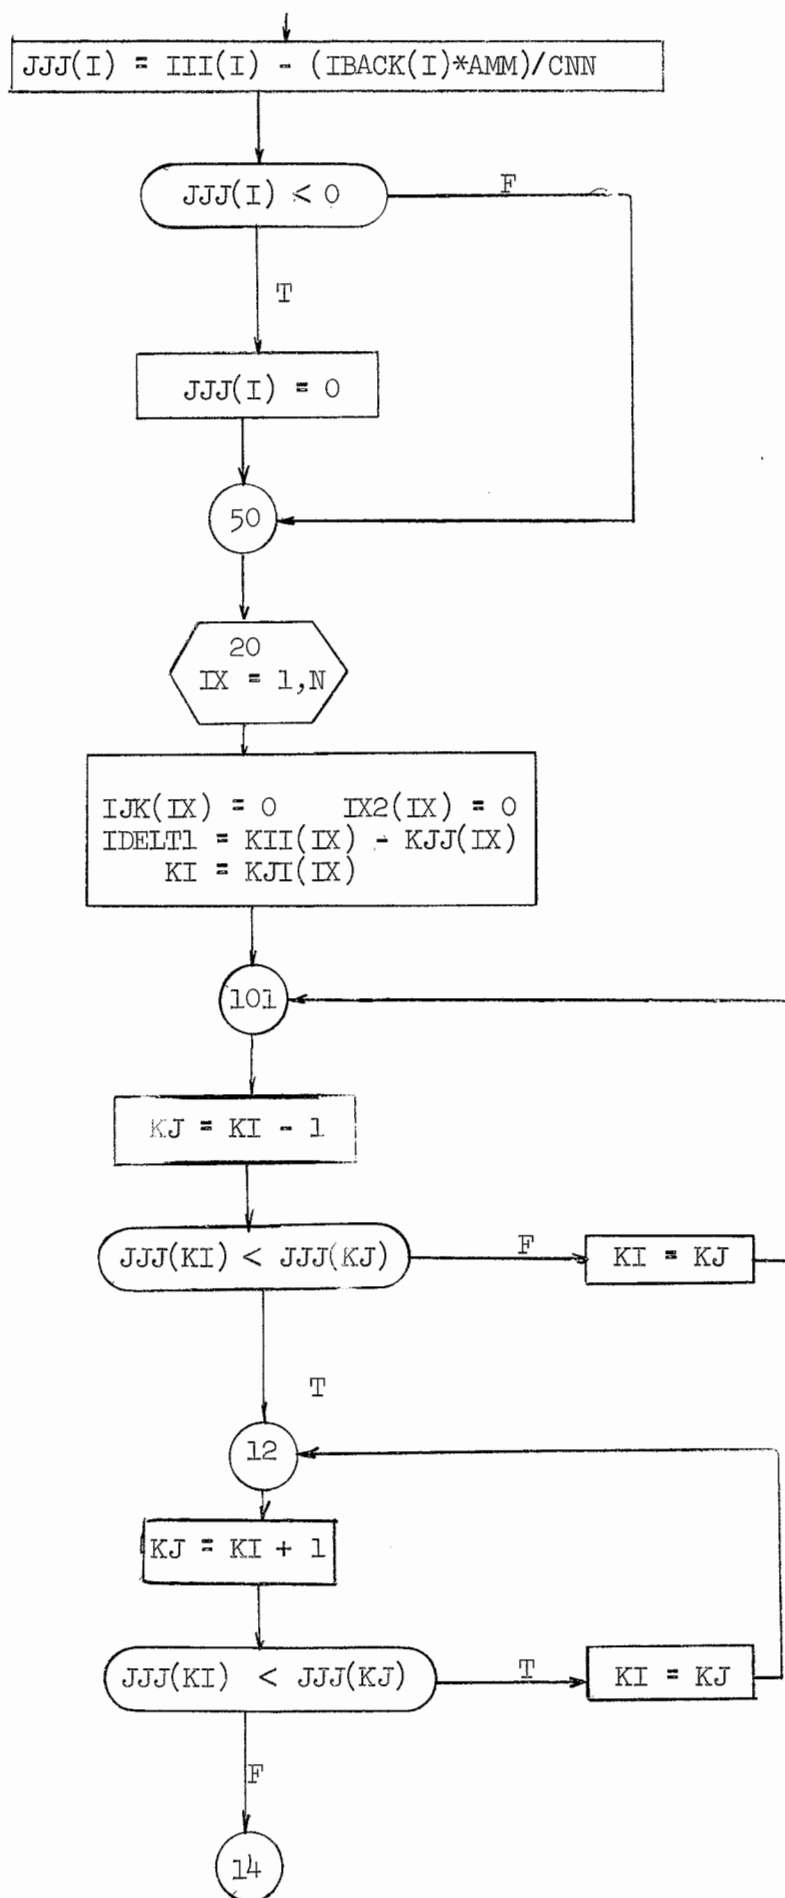 JJJ(I) = III(I) - (IBACK(I)*AMM)/CNN
JJJ(I) < 0
F
T
JJJ(I) = 0
50
20
IX = 1,N
IJK(IX) = 0 IX2(IX) = 0
IDELT1 = KII(IX) - KJJ(IX)
KI = KJI(IX)
101
KJ = KI - 1
JJJ(KI) < JJJ(KJ)
F
KI = KJ
T
12
KJ = KI + 1
JJJ(KI) < JJJ(KJ)
T
KI = KJ
F
14